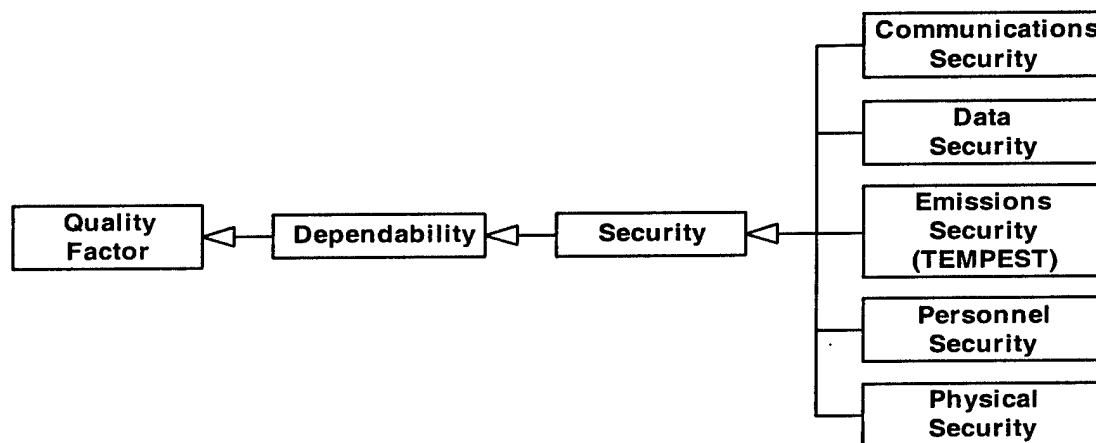 Communications
Security
Data
Security
Emissions
Security
(TEMPEST)
Quality
Factor
Dependability
Security
Personnel
Security
Physical
Security